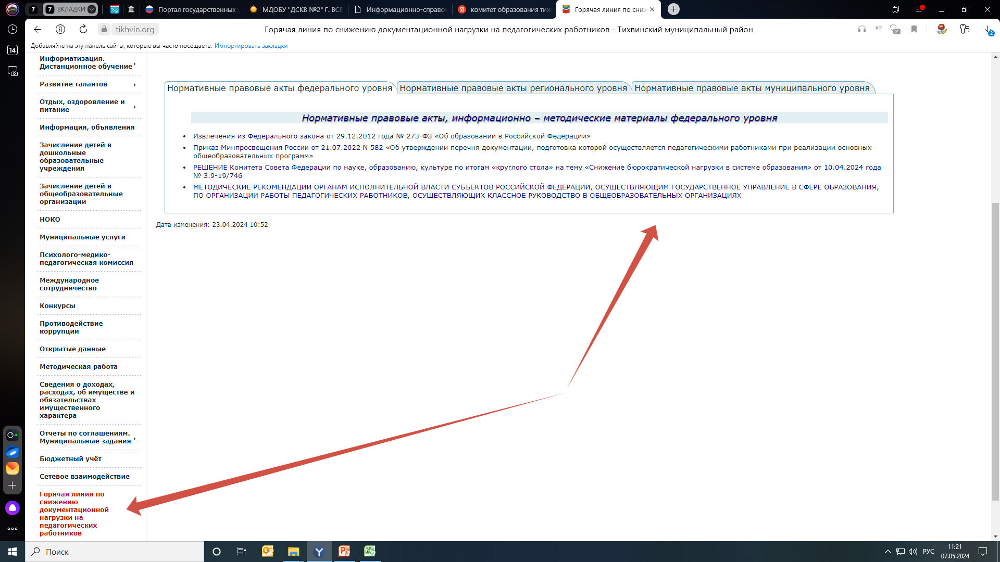 7
7 ВКЛАДКИ
Портал государственных
МДОБУ "ДСКВ №2" Г. ВСЕ
Информационно-справо
комитет образования тих
Горячая линия по сниж
tikhvin.org
Горячая линия по снижению документационной нагрузки на педагогических работников - Тихвинский муниципальный район
2
2
Добавляйте на эту панель сайты, которые вы часто посещаете. Импортировать закладки
14
Информатизация.
Дистанционное обучение
Развитие талантов
Отдых, оздоровление и
питание
Информация, объявления
Зачисление детей в
дошкольные
образовательные
учреждения
Зачисление детей в
общеобразовательные
организации
НОКО
Муниципальные услуги
Психолого-медико-
педагогическая комиссия
Международное
сотрудничество
Конкурсы
Противодействие
коррупции
Открытые данные
Методическая работа
Сведения о доходах,
расходах, об имуществе и
обязательствах
имущественного
характера
Отчеты по соглашениям.
Муниципальные задания
Бюджетный учёт
Сетевое взаимодействие
Горячая линия по
снижению
документационной
нагрузки на
педагогических
работников
Нормативные правовые акты федерального уровня
Нормативные правовые акты регионального уровня
Нормативные правовые акты муниципального уровня
Нормативные правовые акты, информационно – методические материалы федерального уровня
• Извлечения из Федерального закона от 29.12.2012 года № 273-ФЗ «Об образовании в Российской Федерации»
• Приказ Минпросвещения России от 21.07.2022 N 582 «Об утверждении перечня документации, подготовка которой осуществляется педагогическими работниками при реализации основных
общеобразовательных программ»
• РЕШЕНИЕ Комитета Совета Федерации по науке, образованию, культуре по итогам «круглого стола» на тему «Снижение бюрократической нагрузки в системе образования» от 10.04.2024 года
№ 3.9-19/746
• МЕТОДИЧЕСКИЕ РЕКОМЕНДАЦИИ ОРГАНАМ ИСПОЛНИТЕЛЬНОЙ ВЛАСТИ СУБЪЕКТОВ РОССИЙСКОЙ ФЕДЕРАЦИИ, ОСУЩЕСТВЛЯЮЩИМ ГОСУДАРСТВЕННОЕ УПРАВЛЕНИЕ В СФЕРЕ ОБРАЗОВАНИЯ,
ПО ОРГАНИЗАЦИИ РАБОТЫ ПЕДАГОГИЧЕСКИХ РАБОТНИКОВ, ОСУЩЕСТВЛЯЮЩИХ КЛАССНОЕ РУКОВОДСТВО В ОБЩЕОБРАЗОВАТЕЛЬНЫХ ОРГАНИЗАЦИЯХ
Дата изменения: 23.04.2024 10:52
Поиск
РУС
11:21
07.05.2024